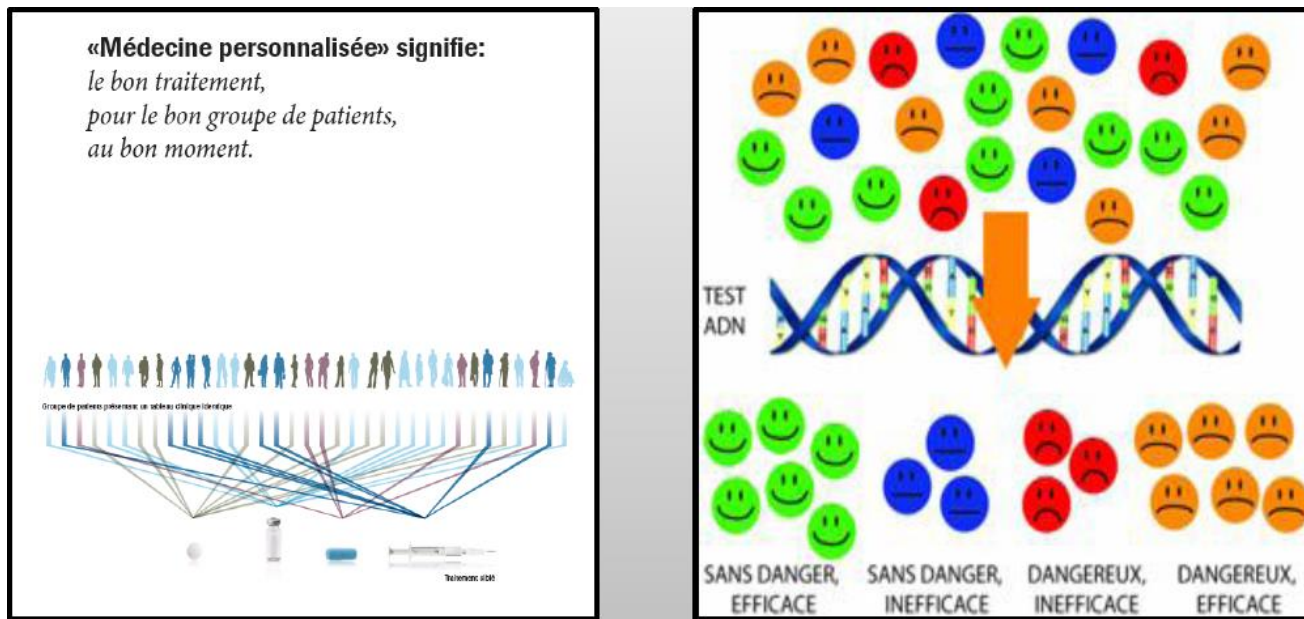 «Médecine personnalisée» signifie:
le bon traitement,
pour le bon groupe de patients,
au bon moment.
Groupe de patients présentant un tableau clinique identique
Traitement ciblé
TEST
ADN
SANS DANGER,
EFFICACE
SANS DANGER,
INEFFICACE
DANGEREUX,
INEFFICACE
DANGEREUX,
EFFICACE